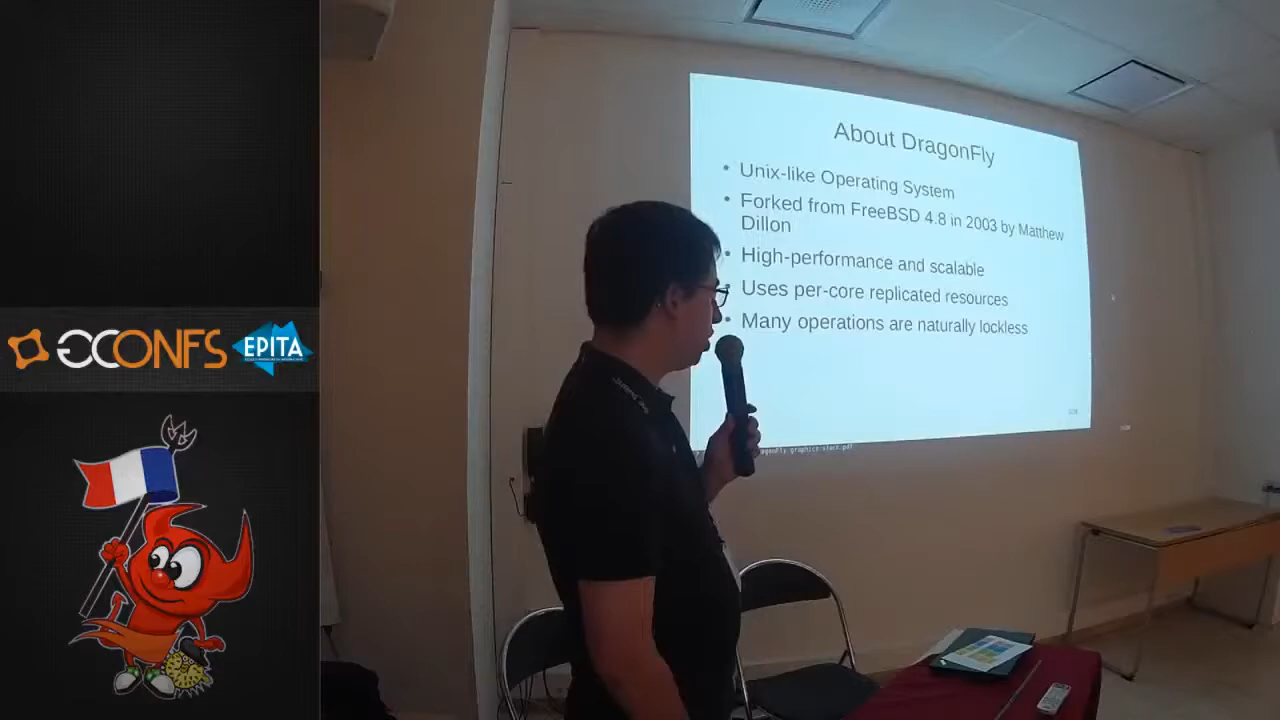 GCONFS
EPITA
About DragonFly
• Unix-like Operating System
• Forked from FreeBSD 4.8 in 2003 by Matthew
Dillon
• High-performance and scalable
• Uses per-core replicated resources
• Many operations are naturally lockless